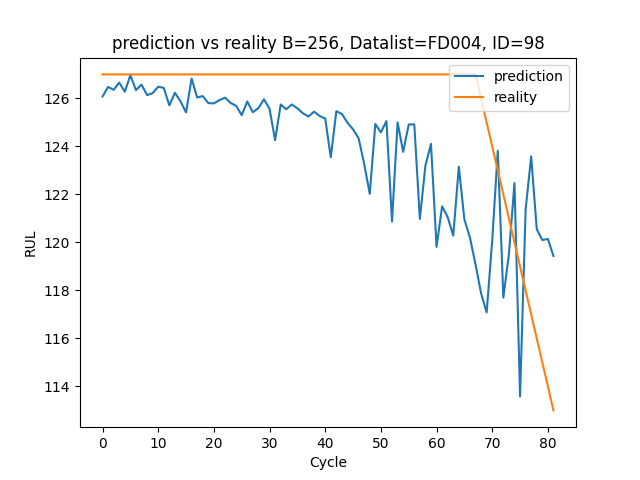 prediction vs reality B=256, Datalist=FD004, ID=98
prediction
reality
126
124
122
120
118
116
114
RUL
0 10 20 30 40 50 60 70 80
Cycle